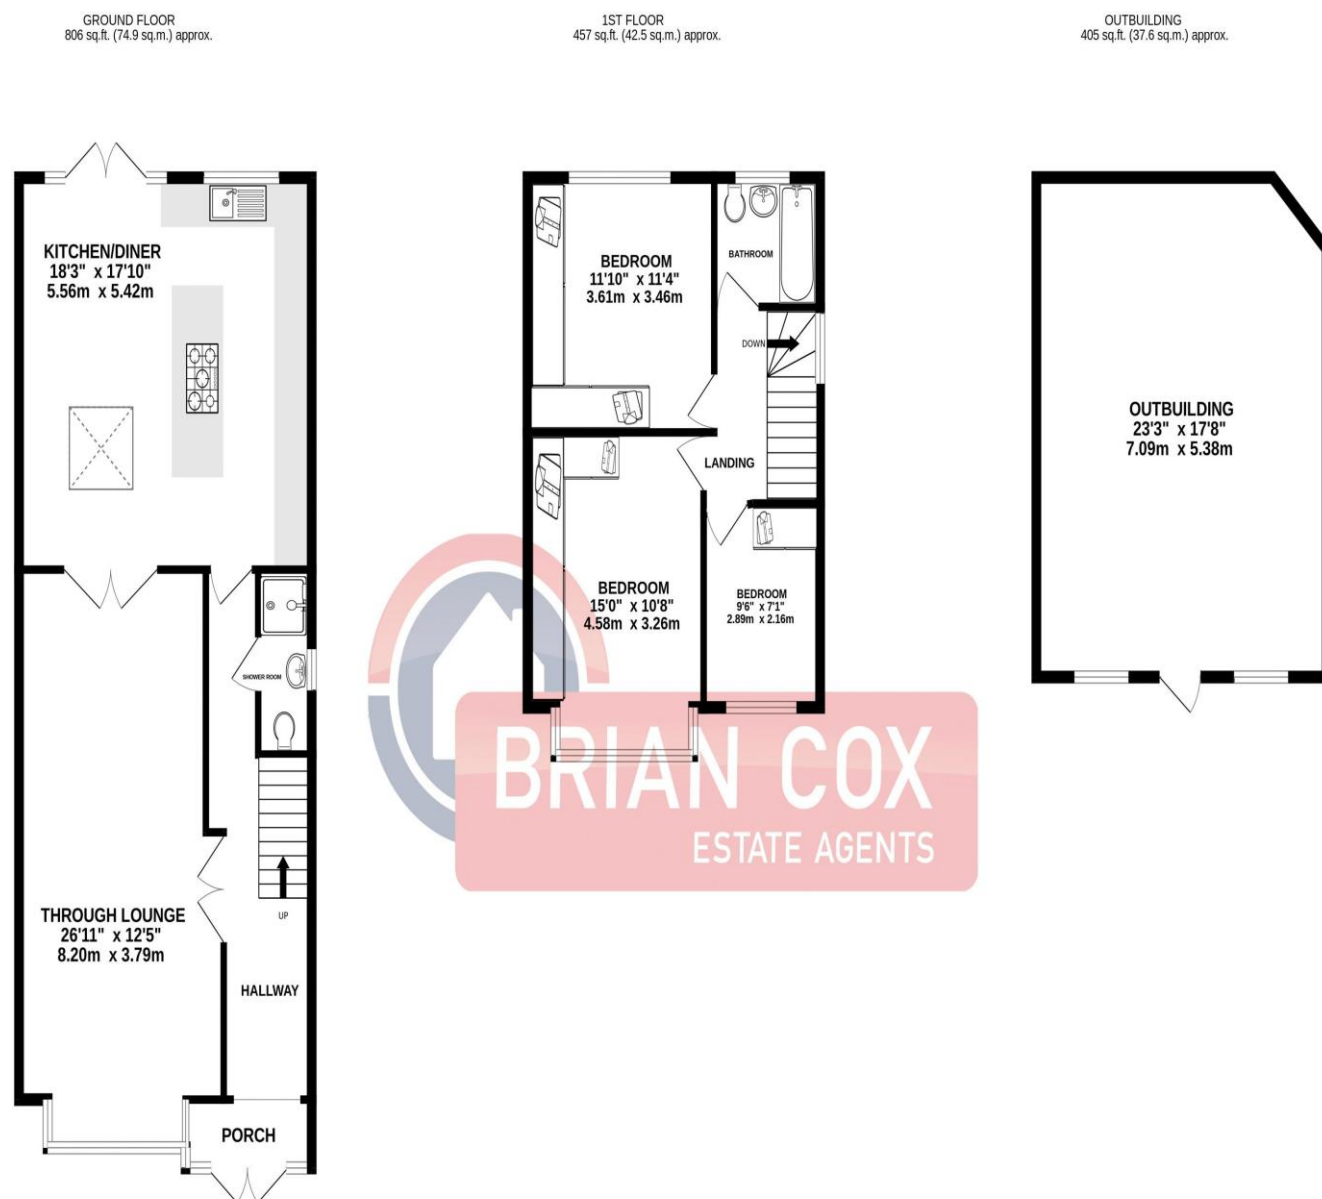 GROUND FLOOR
806 sq.ft. (74.9 sq.m.) approx.
1ST FLOOR
457 sq.ft. (42.5 sq.m.) approx.
OUTBUILDING
405 sq.ft. (37.6 sq.m.) approx.
KITCHEN/DINER
18'3" x 17'10"
5.56m x 5.42m
SHOWER ROOM
THROUGH LOUNGE
26'11" x 12'5"
8.20m x 3.79m
UP
HALLWAY
PORCH
BEDROOM
11'10" x 11'4"
3.61m x 3.46m
BATHROOM
DOWN
LANDING
BEDROOM
15'0" x 10'8"
4.58m x 3.26m
BEDROOM
9'6" x 7'1"
2.89m x 2.16m
OUTBUILDING
23'3" x 17'8"
7.09m x 5.38m
BRIAN COX
ESTATE AGENTS